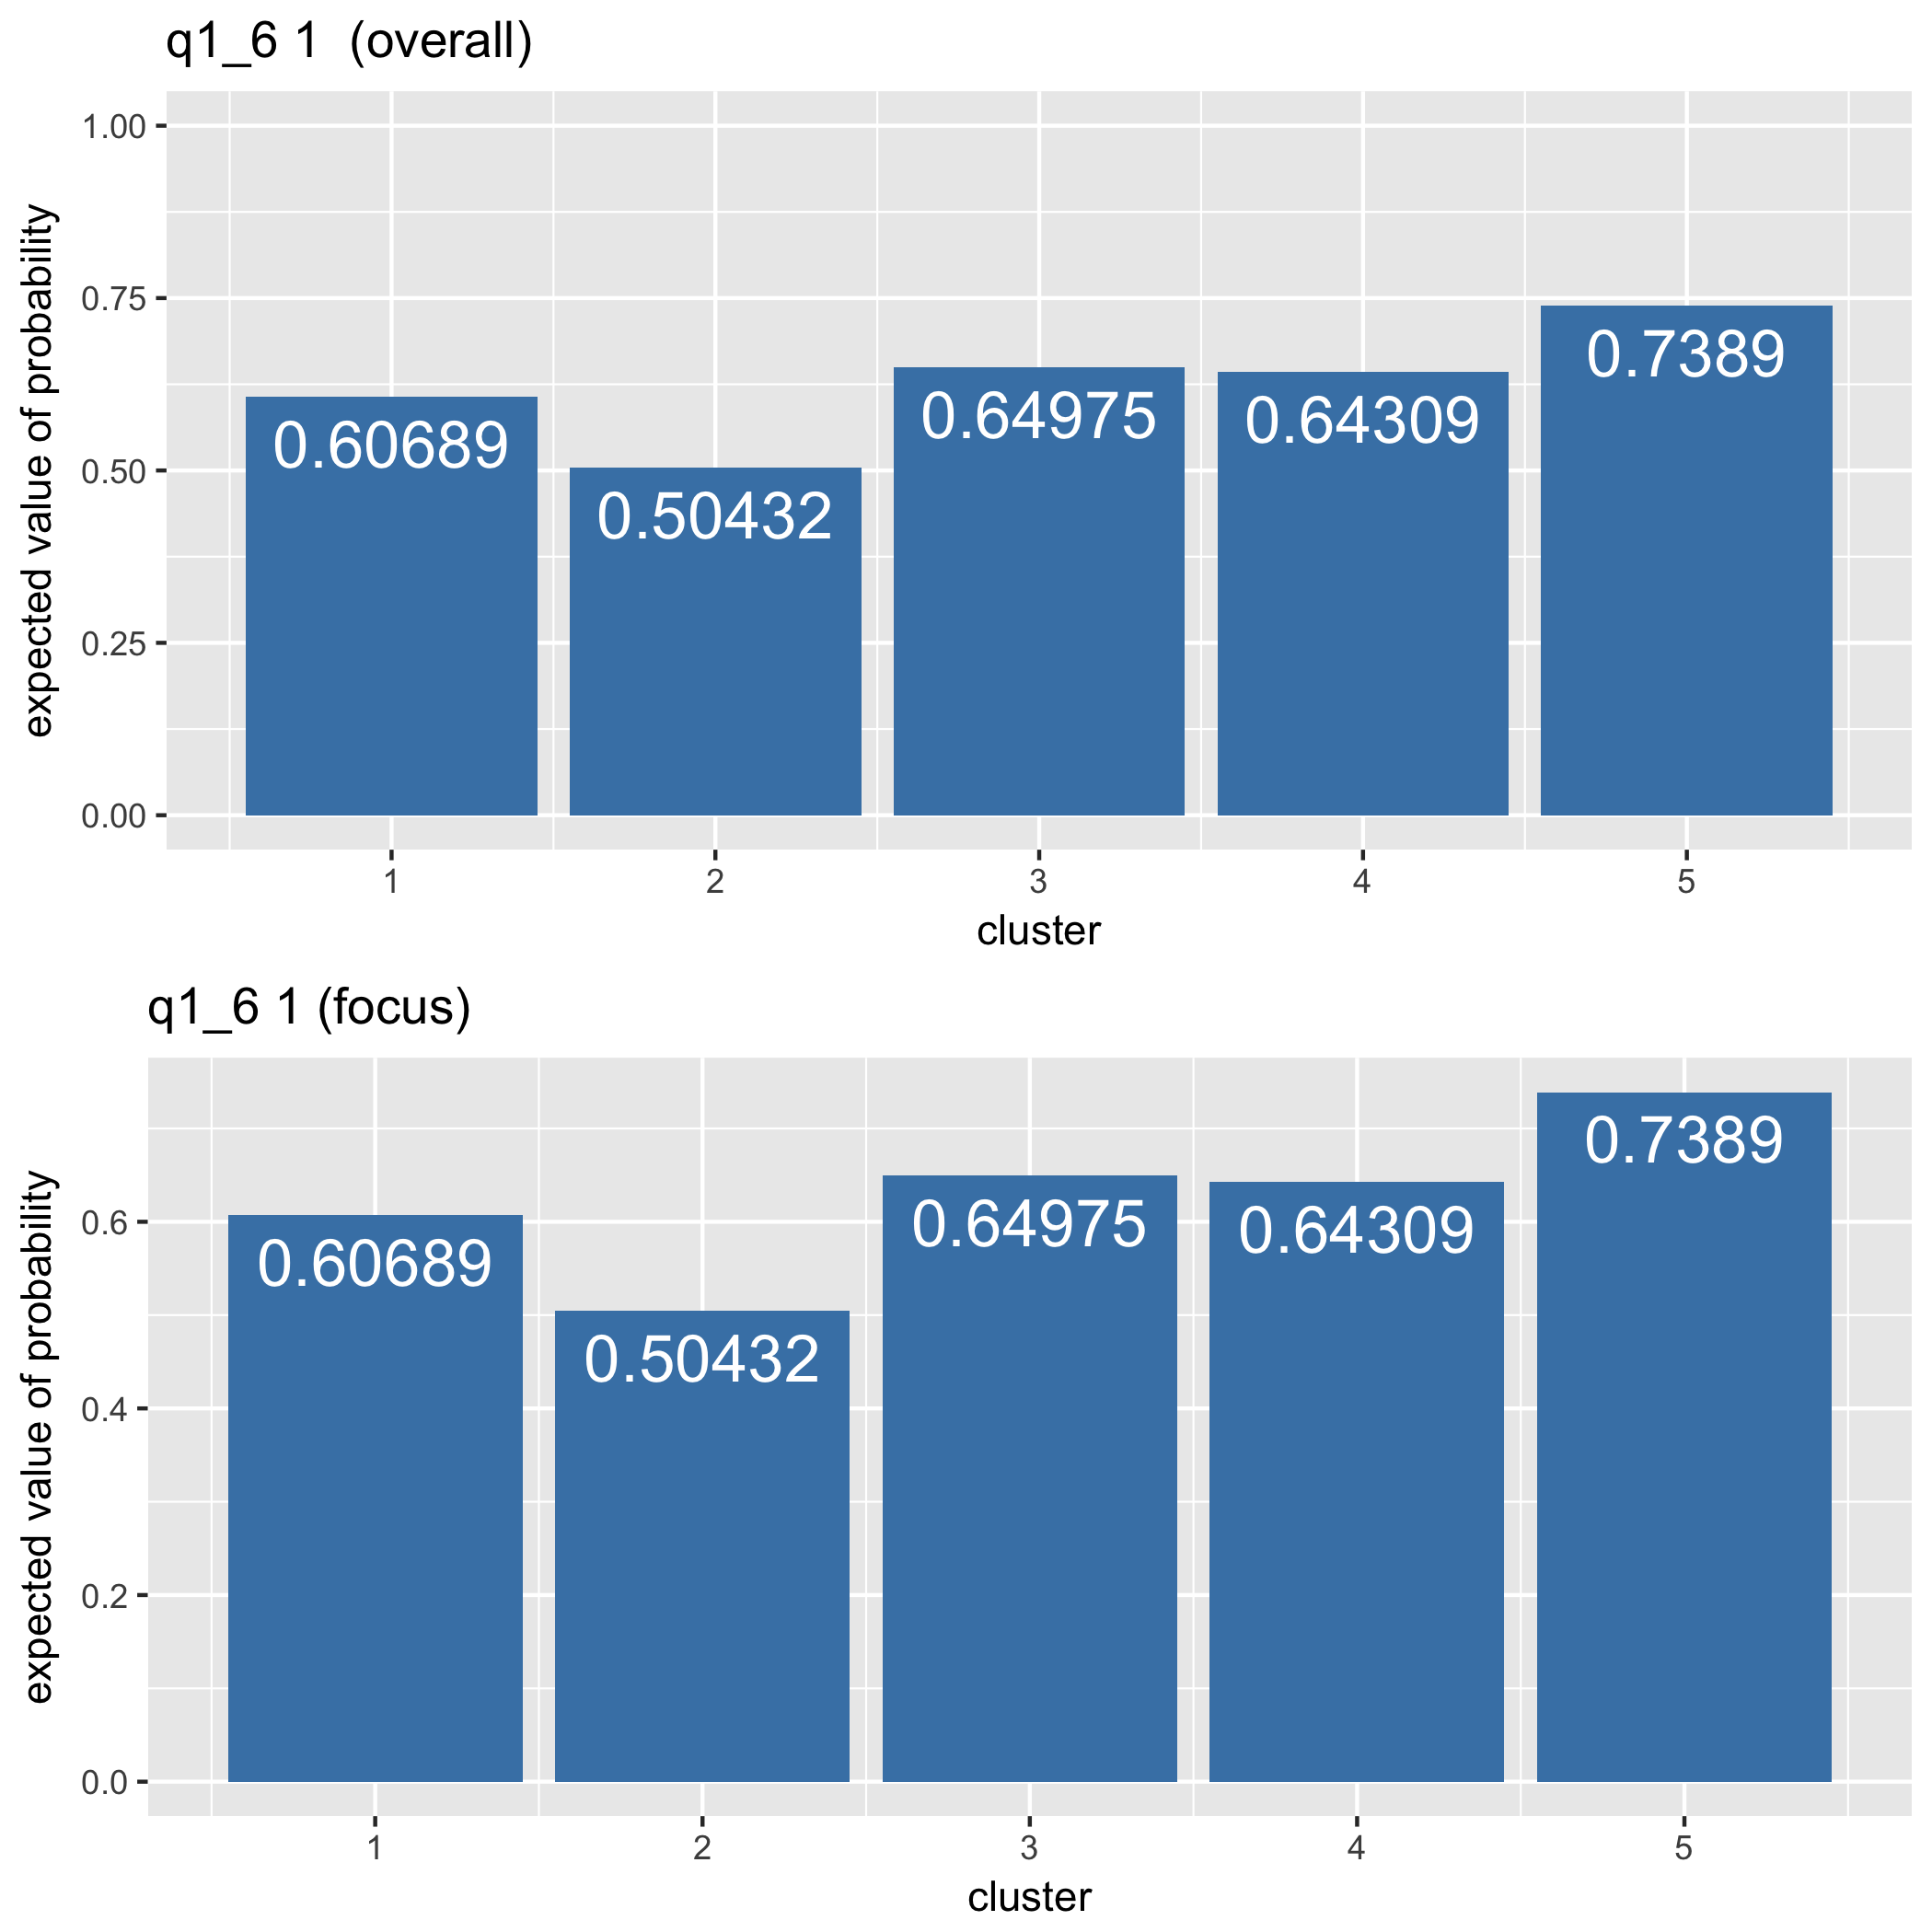 q1_6 1  (overall)
expected value of probability
1.00
0.75
0.50
0.25
0.00
0.60689
0.50432
0.64975
0.64309
0.7389
1 2 3 4 5
cluster
q1_6 1 (focus)
expected value of probability
0.6
0.4
0.2
0.0
0.60689
0.50432
0.64975
0.64309
0.7389
1 2 3 4 5
cluster